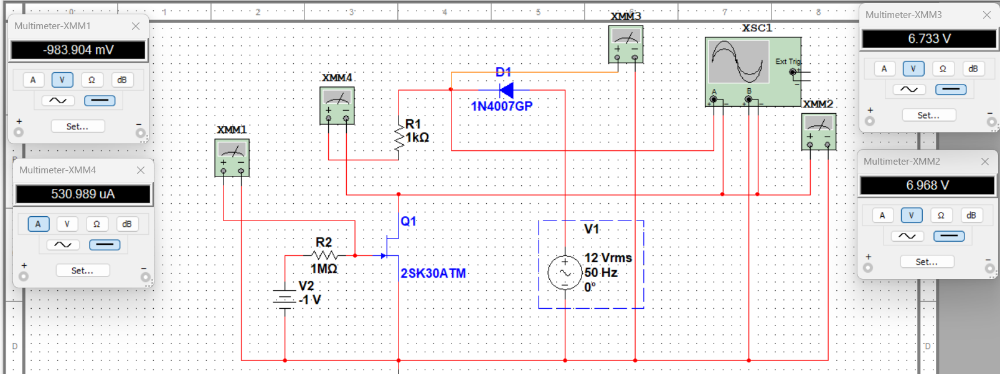 0 1 2 3 4 5 6 7 8
Multimeter-XMM1
-983.904 mV
A V Ω dB
Set...
+ −
Multimeter-XMM4
530.989 uA
A V Ω dB
Set...
+ −
XMM1
+ −
XMM4
+ −
R1
1kΩ
D1
1N4007GP
XMM3
+ −
XSC1
Ext Trig
+
−
A B
+ − + −
XMM2
+ −
Q1
2SK30ATM
R2
1MΩ
V2
-1 V
V1
12 Vrms
50 Hz
0°
+
−
Multimeter-XMM3
6.733 V
A V Ω dB
Set...
+ −
Multimeter-XMM2
6.968 V
A V Ω dB
Set...
+ −
D D